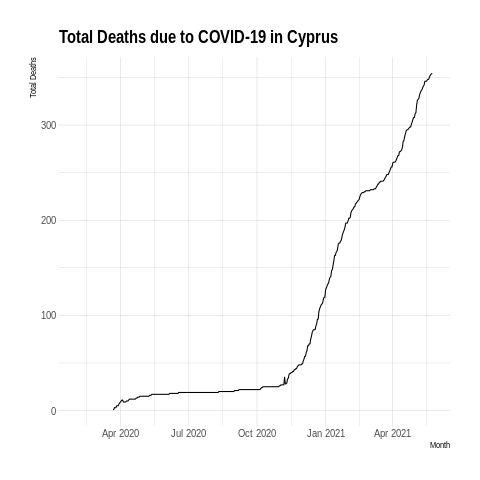 Total Deaths due to COVID-19 in Cyprus
Total Deaths
300
200
100
0
Apr 2020 Jul 2020 Oct 2020 Jan 2021 Apr 2021
Month